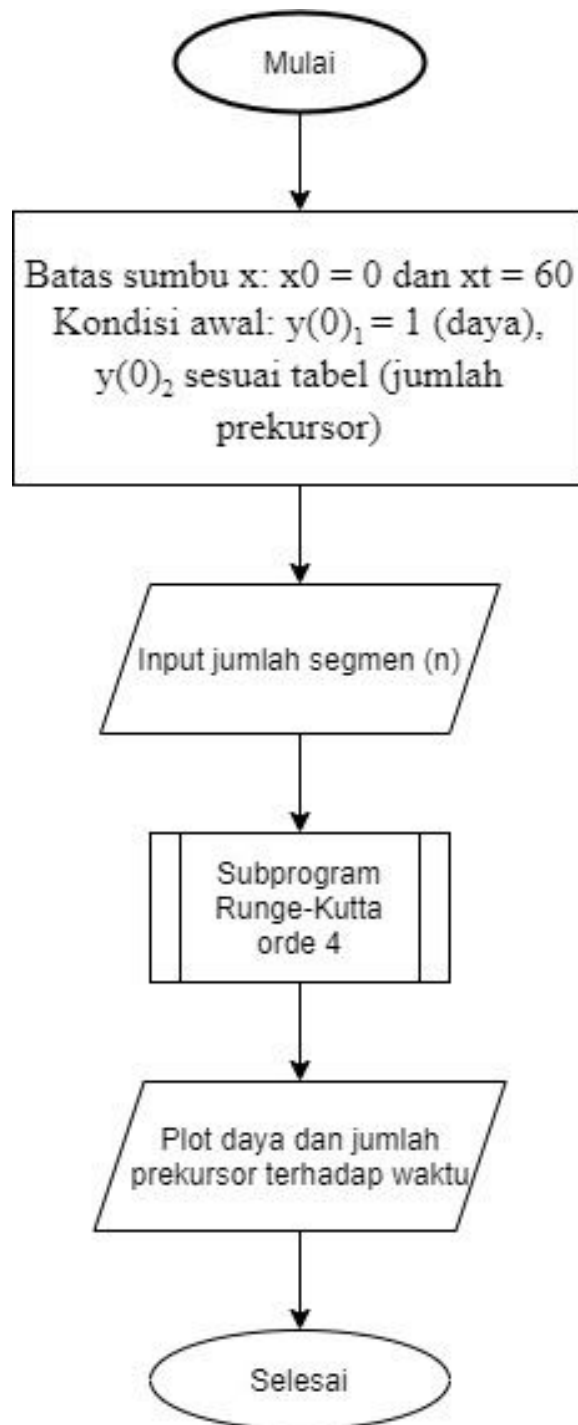 Mulai
Batas sumbu x: x0 = 0 dan xt = 60
Kondisi awal: y(0)₁ = 1 (daya),
y(0)₂ sesuai tabel (jumlah
prekursor)
Input jumlah segmen (n)
Subprogram
Runge-Kutta
orde 4
Plot daya dan jumlah
prekursor terhadap waktu
Selesai